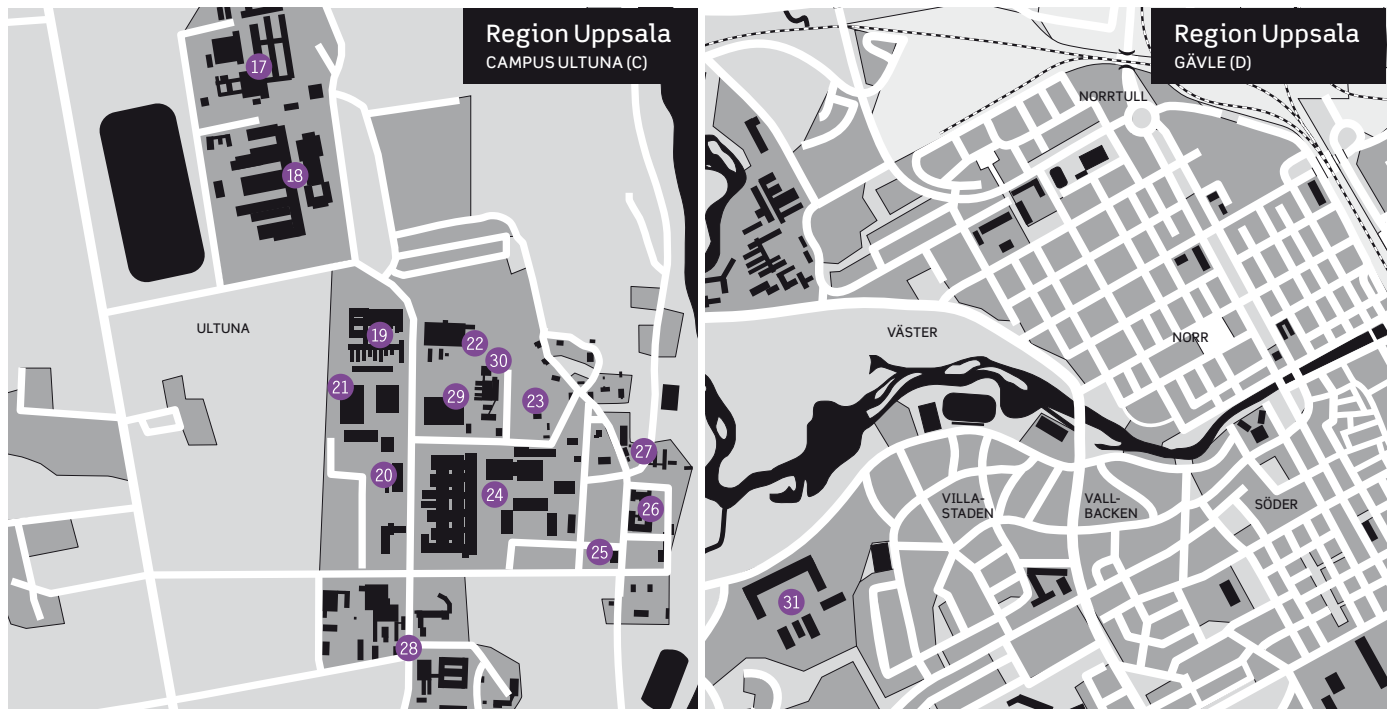 Region Uppsala
CAMPUS ULTUNA (C)
17
18
ULTUNA
19
22
30
21
29
23
27
20
24
26
25
28
Region Uppsala
GÄVLE (D)
NORRTULL
VÄSTER
NORR
VILLA-
STADEN
VALL-
BACKEN
SÖDER
31